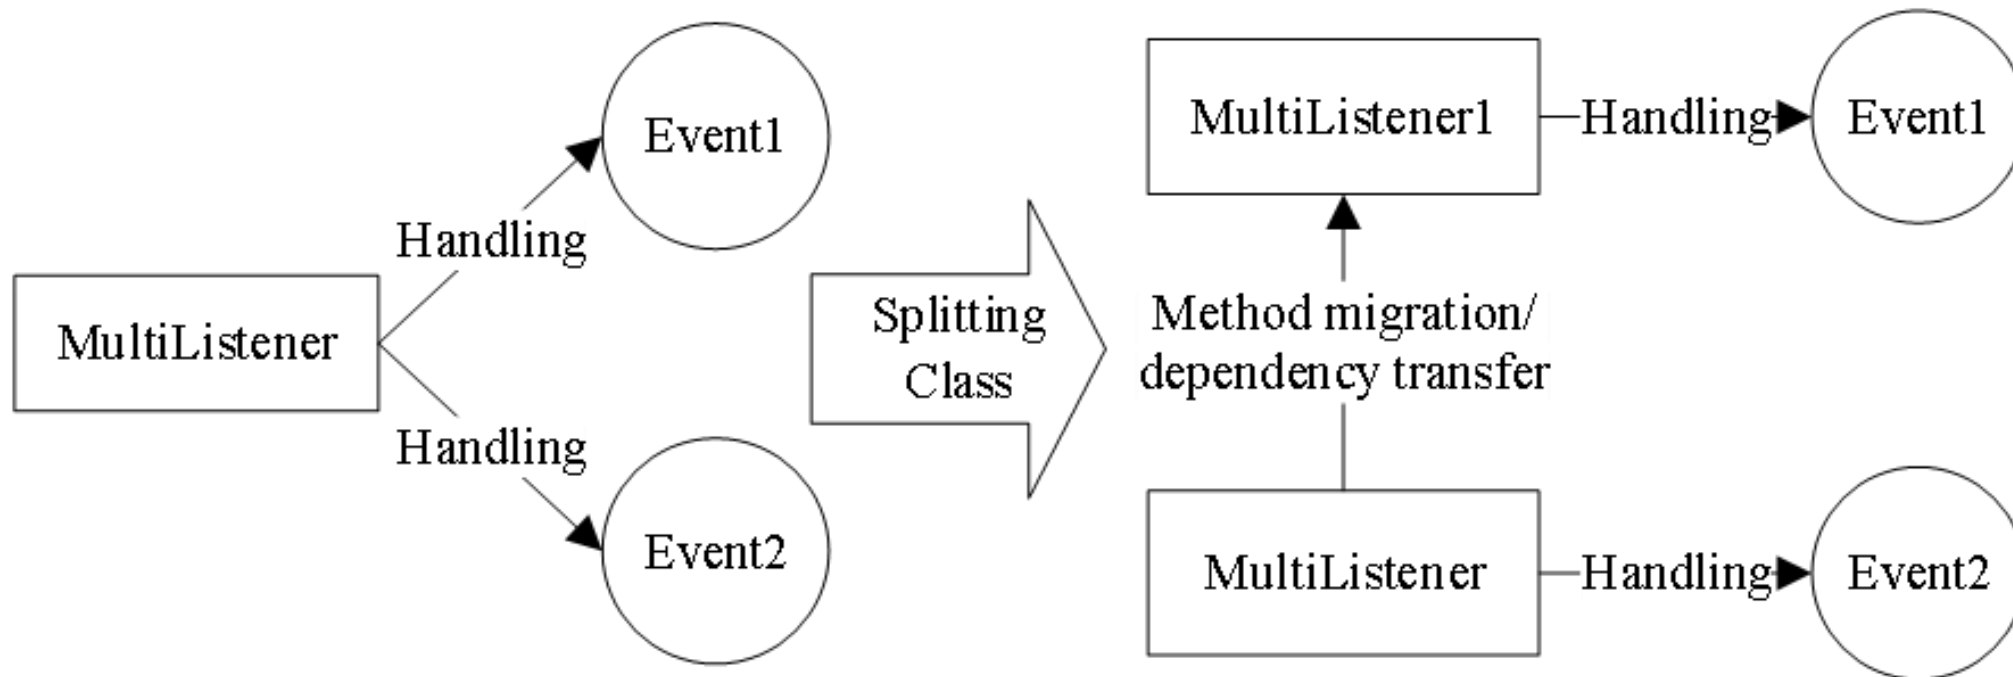 Event1
Handling
MultiListener
Handling
Event2
Splitting
Class
MultiListener1
Handling
Event1
Method migration/
dependency transfer
MultiListener
Handling
Event2